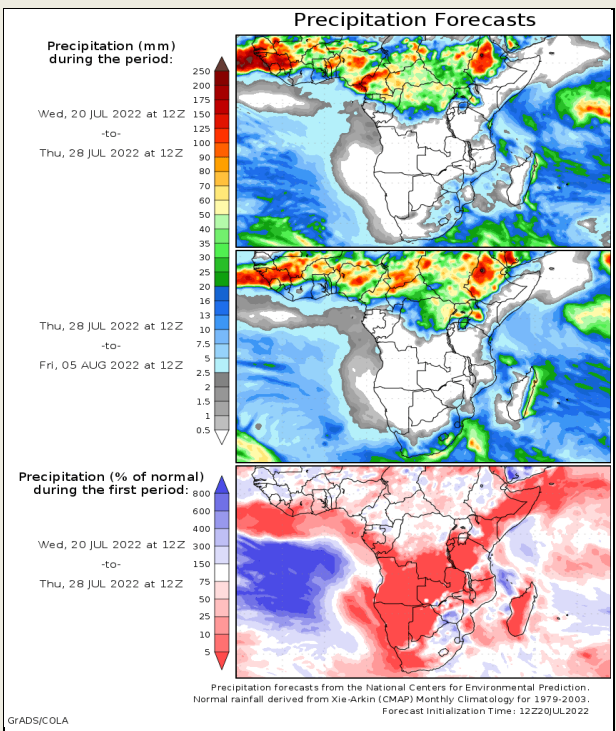 Precipitation Forecasts
Precipitation (mm)
during the period:
Wed, 20 JUL 2022 at 12Z
-to-
Thu, 28 JUL 2022 at 12Z
250
200
175
150
125
100
90
80
70
60
50
40
35
30
25
20
16
13
10
7.5
5
2.5
2
1.5
1
0.5
Thu, 28 JUL 2022 at 12Z
-to-
Fri, 05 AUG 2022 at 12Z
Precipitation (% of normal)
during the first period:
Wed, 20 JUL 2022 at 12Z
-to-
Thu, 28 JUL 2022 at 12Z
800
600
400
300
150
75
50
25
10
5
Precipitation forecasts from the National Centers for Environmental Prediction.
Normal rainfall derived from Xie-Arkin (CMAP) Monthly Climatology for 1979-2003.
Forecast Initialization Time: 12Z20JUL2022
GrADS/COLA